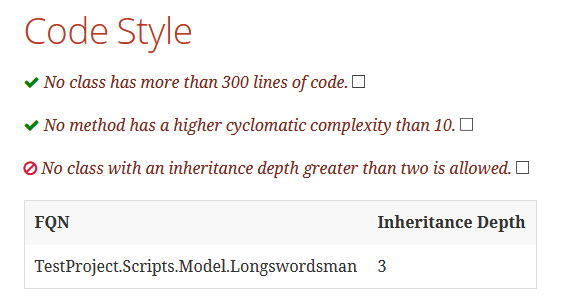 Code Style
No class has more than 300 lines of code.
No method has a higher cyclomatic complexity than 10.
No class with an inheritance depth greater than two is allowed.
FQN Inheritance Depth
TestProject.Scripts.Model.Longswordsman 3